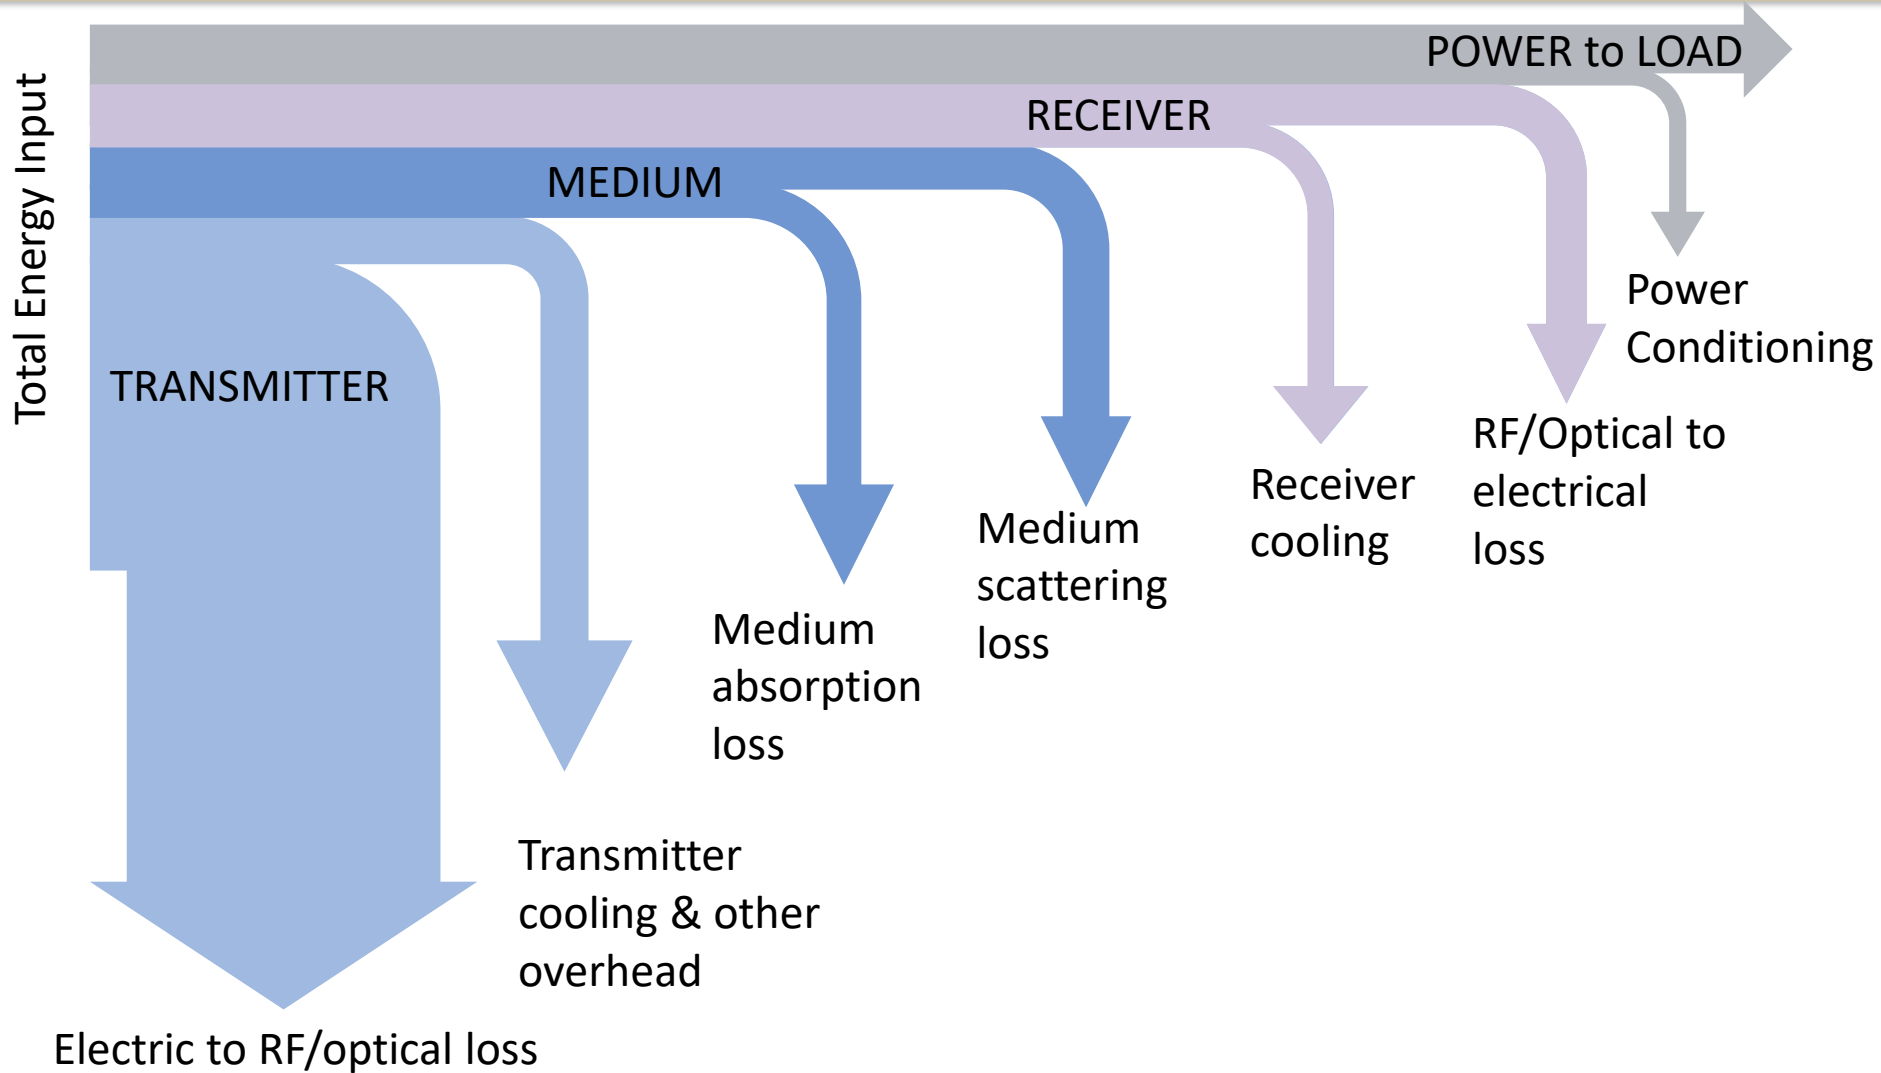 Total Energy Input
POWER to LOAD
RECEIVER
MEDIUM
TRANSMITTER
Power
Conditioning
RF/Optical to
electrical
loss
Receiver
cooling
Medium
scattering
loss
Medium
absorption
loss
Transmitter
cooling & other
overhead
Electric to RF/optical loss